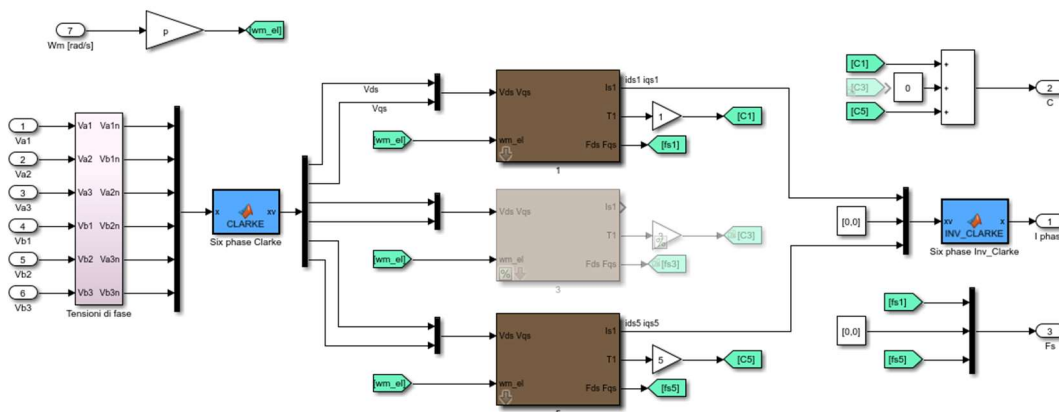 7
Wm [rad/s]
p
[wm_el]
1
Va1
2
Va2
3
Va3
4
Vb1
5
Vb2
6
Vb3
Va1 Va1n
Va2 Vb1n
Va3 Va2n
Vb1 Vb2n
Vb2 Va3n
Vb3 Vb3n
Tensioni di fase
x xv
CLARKE
Six phase Clarke
Vds
Vqs
[wm_el]
Vds Vqs Is1
T1
wm_el Fds Fqs
1
ids1 iqs1
1
[C1]
[fs1]
[wm_el]
Vds Vqs Is1
T1
wm_el Fds Fqs
%
3
3
[C3]
[fs3]
[wm_el]
Vds Vqs Is1
T1
wm_el Fds Fqs
ids5 iqs5
5
[C5]
[fs5]
[C1]
[C3]
0
[C5]
+
+
+
2
C
[0,0]
xv x
INV_CLARKE
Six phase Inv_Clarke
1
I phase
[fs1]
[0,0]
[fs5]
3
Fs